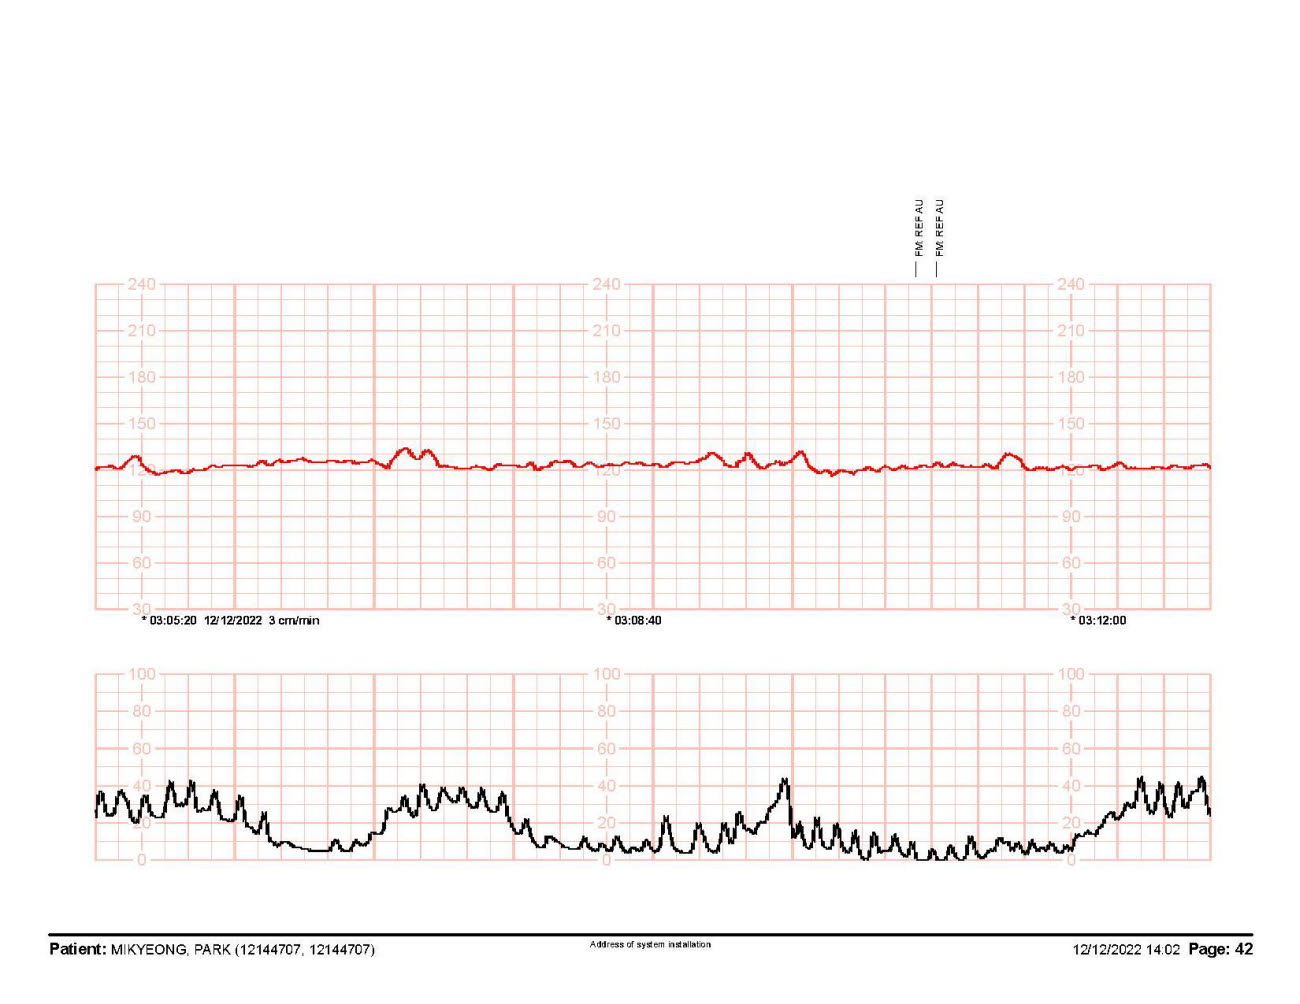 FM: REF AU
FM: REF AU
240 240 240
210 210 210
180 180 180
150 150 150
120 120 120
90 90 90
60 60 60
30 30 30
* 03:05:20 12/12/2022 3 cm/min * 03:08:40 * 03:12:00
100 100 100
80 80 80
60 60 60
40 40 40
20 20 20
0 0 0
Patient: MIKYEONG, PARK (12144707, 12144707) Address of system installation 12/12/2022 14:02 Page: 42